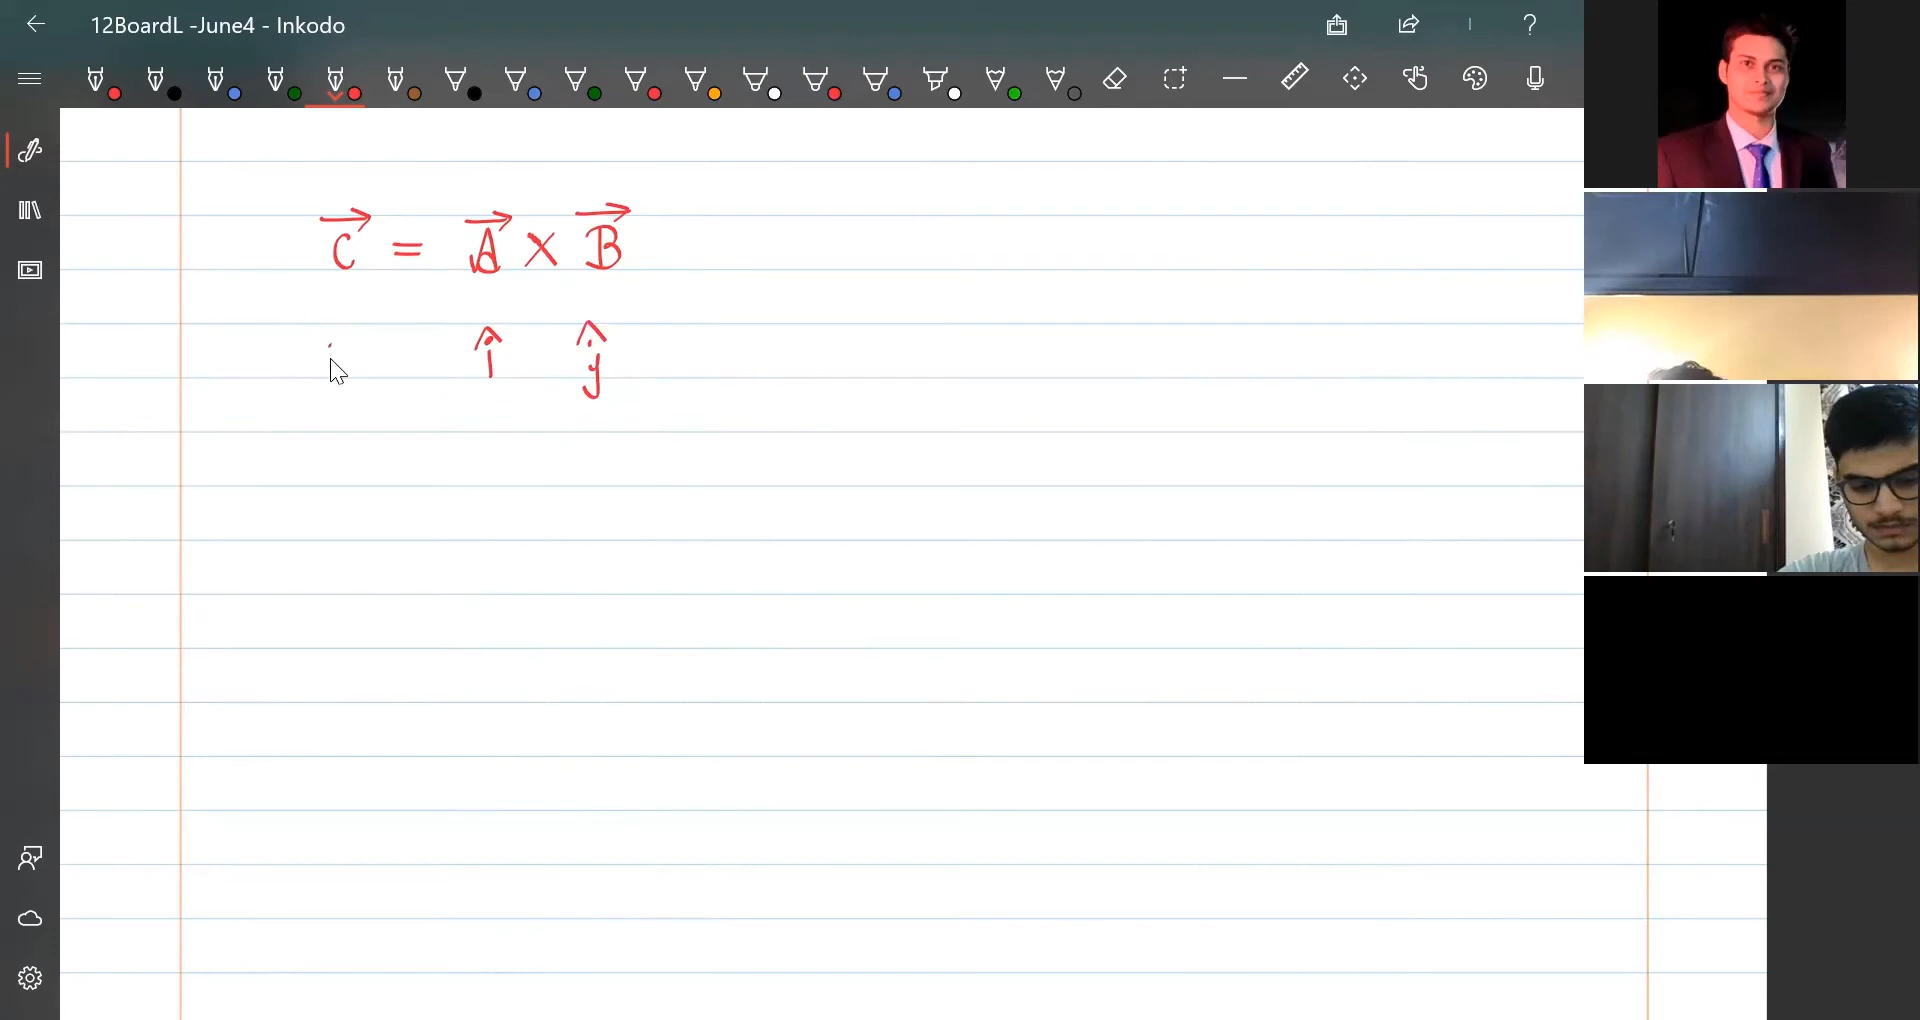 12BoardL -June4 - Inkodo
?
C⃗ = A⃗ × B⃗
î ĵ